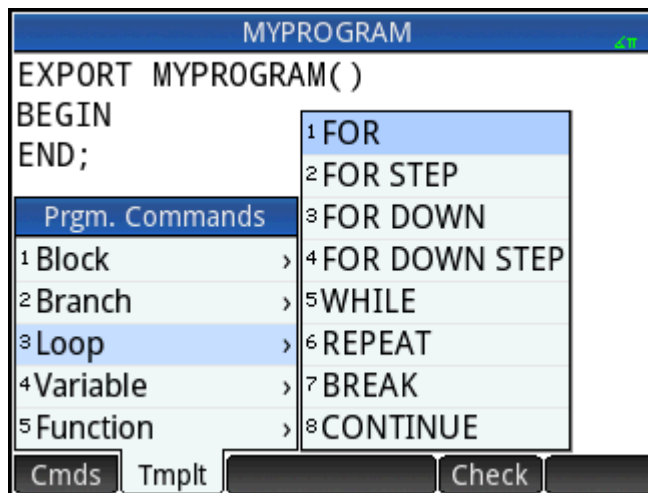 MYPROGRAM
∡π
EXPORT MYPROGRAM()
BEGIN
END;
Prgm. Commands
1 Block ›
2 Branch ›
3 Loop ›
4 Variable ›
5 Function ›
1 FOR
2 FOR STEP
3 FOR DOWN
4 FOR DOWN STEP
5 WHILE
6 REPEAT
7 BREAK
8 CONTINUE
Cmds Tmplt Check